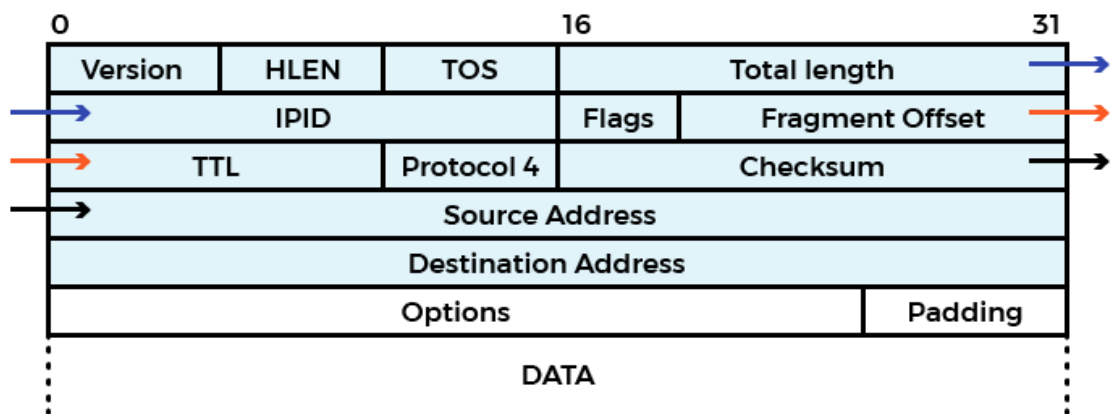 0 16 31
Version HLEN TOS Total length
IPID Flags Fragment Offset
TTL Protocol 4 Checksum
Source Address
Destination Address
Options Padding
DATA